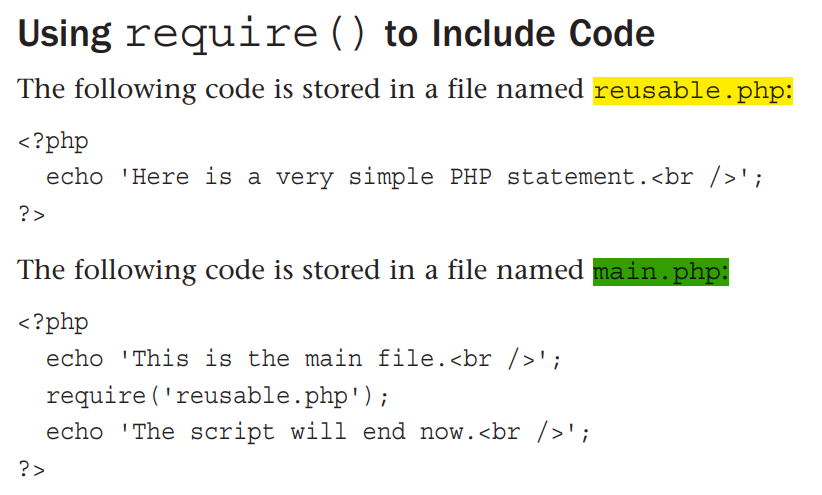 Using require() to Include Code
The following code is stored in a file named reusable.php:
<?php
  echo 'Here is a very simple PHP statement.<br />';
?>
The following code is stored in a file named main.php:
<?php
  echo 'This is the main file.<br />';
  require('reusable.php');
  echo 'The script will end now.<br />';
?>